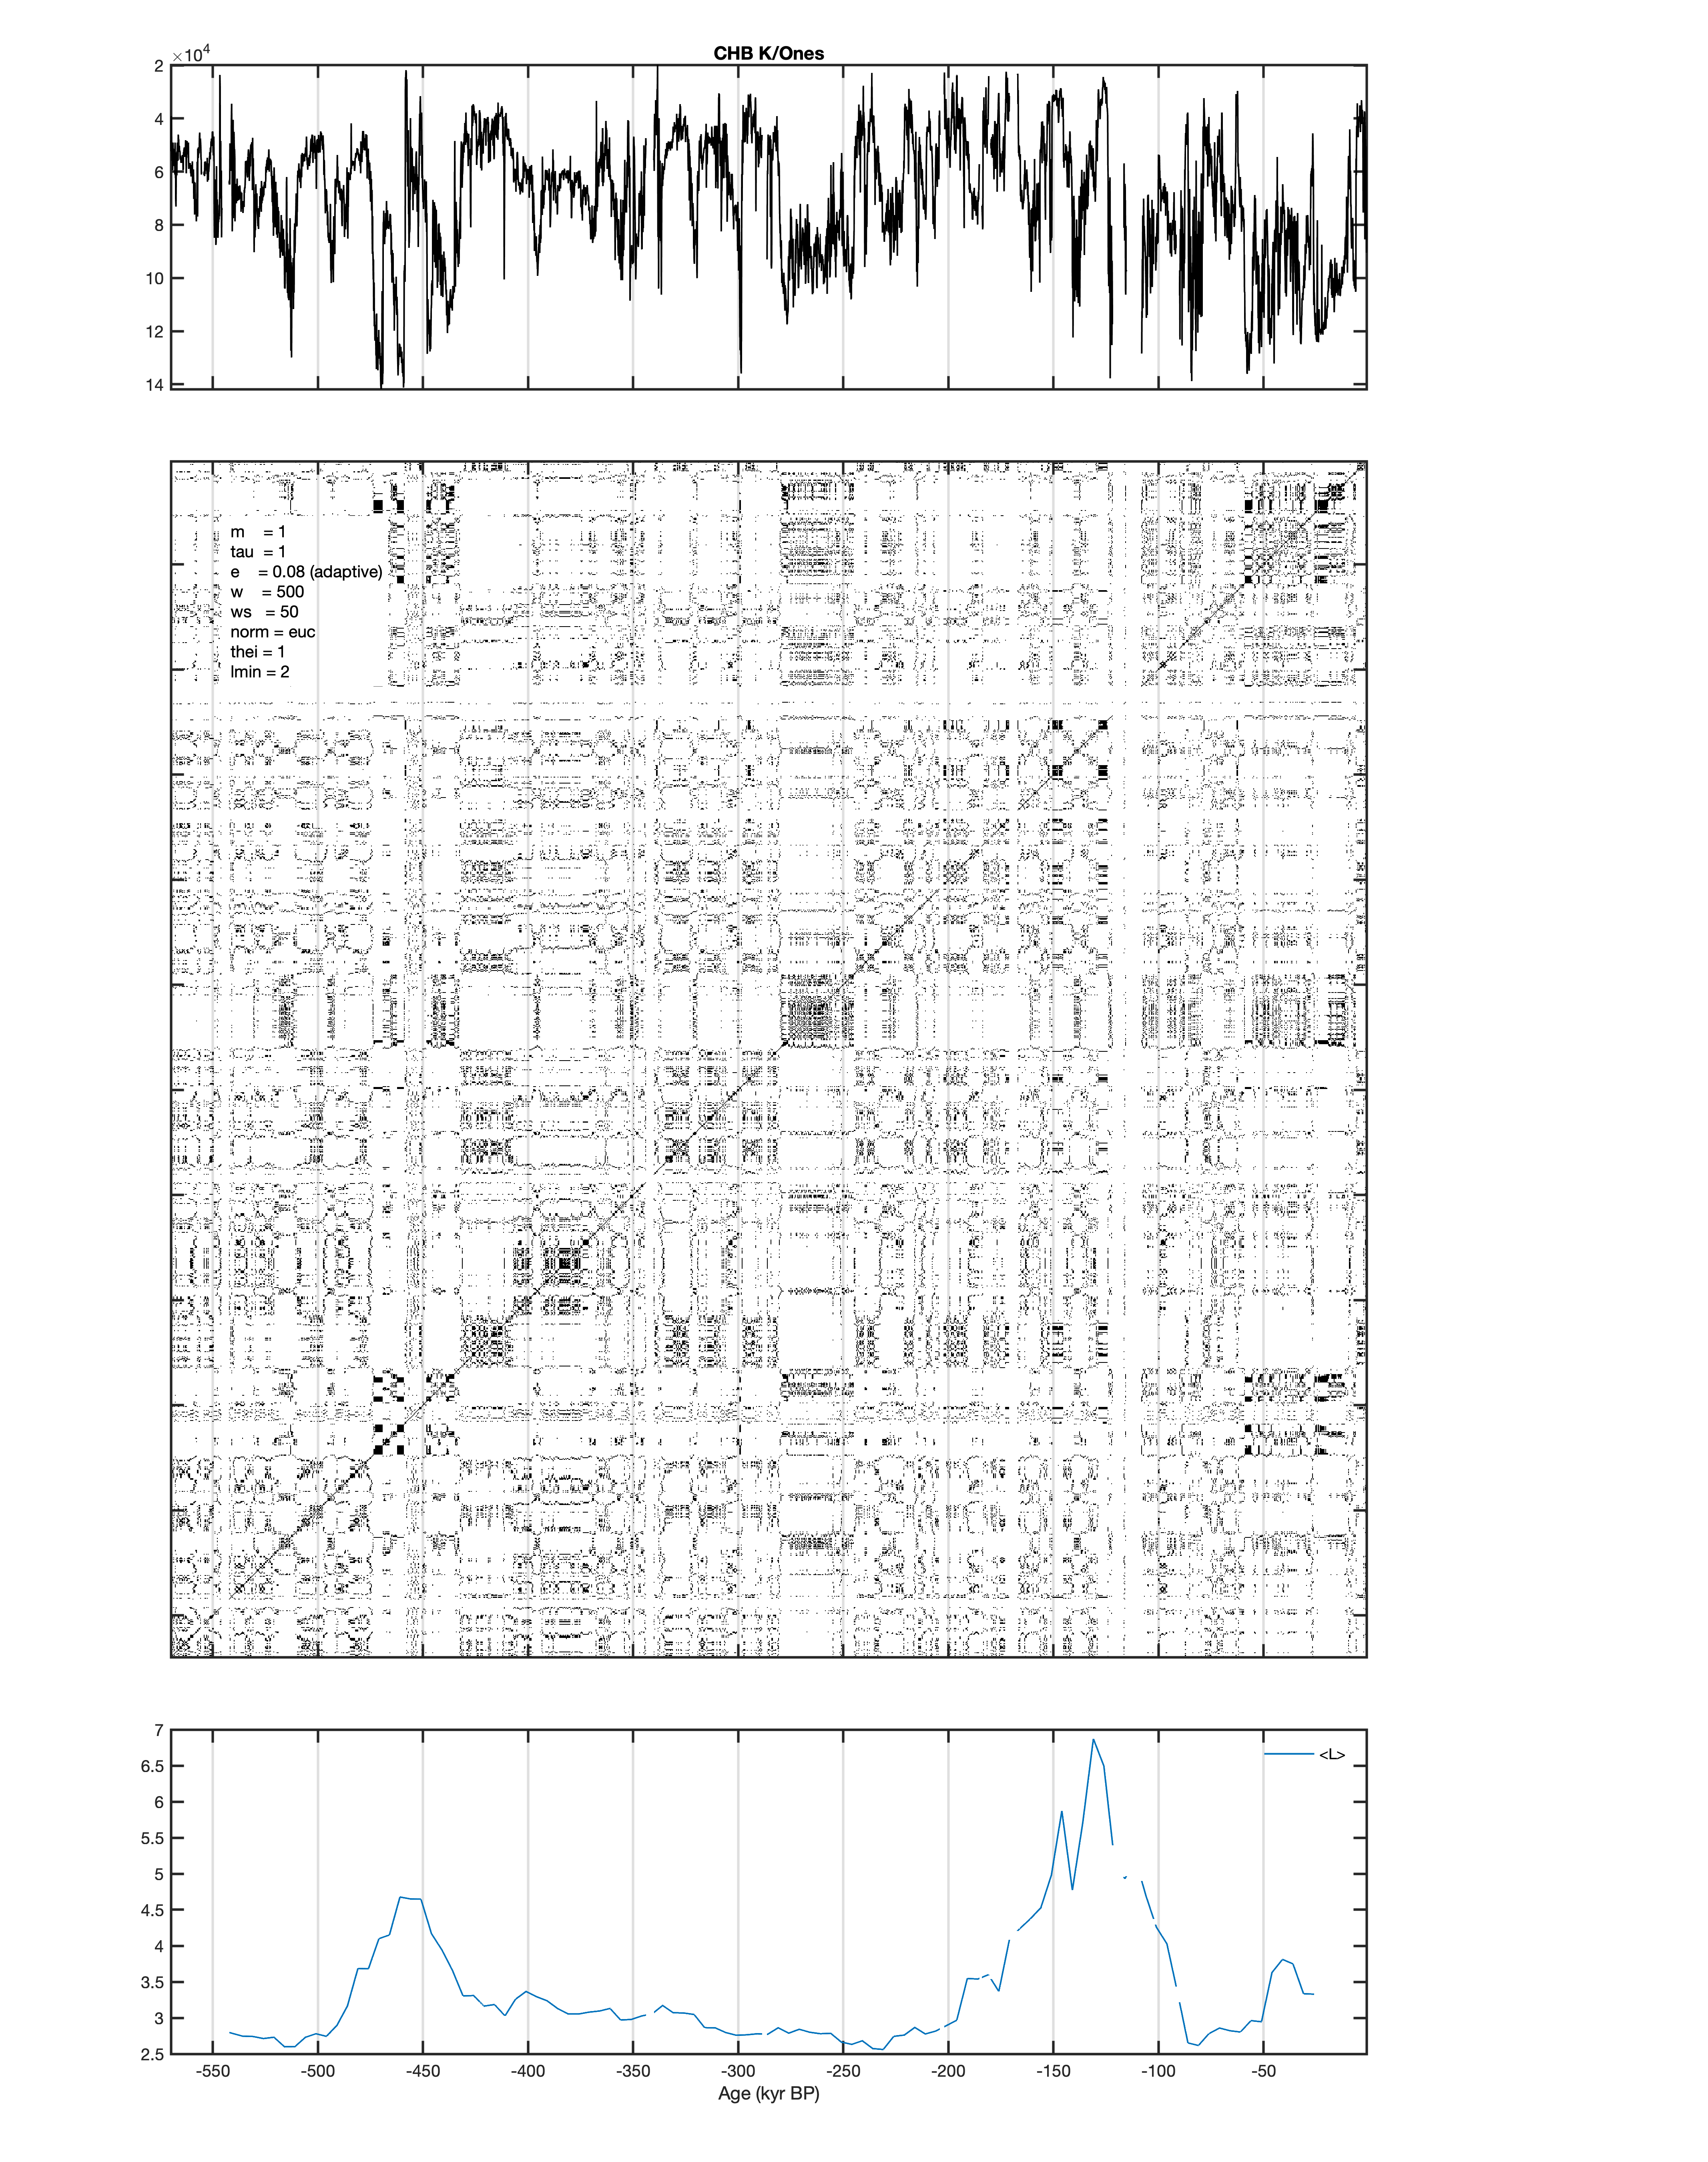 ×10⁴
CHB K/Ones
2
4
6
8
10
12
14
m = 1
tau = 1
e = 0.08 (adaptive)
w = 500
ws = 50
norm = euc
thei = 1
lmin = 2
7
6.5
6
5.5
5
4.5
4
3.5
3
2.5
<L>
-550 -500 -450 -400 -350 -300 -250 -200 -150 -100 -50
Age (kyr BP)